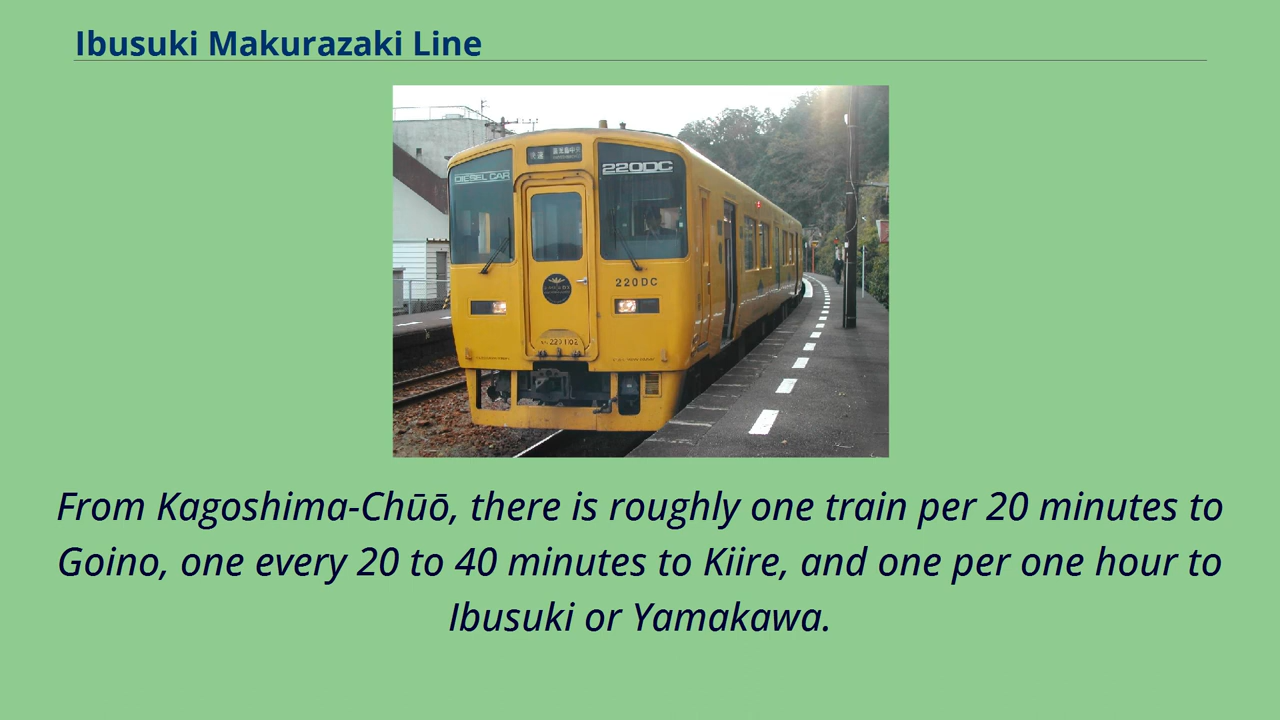 Ibusuki Makurazaki Line
DIESEL CAR
220DC
220DC
From Kagoshima-Chūō, there is roughly one train per 20 minutes to
Goino, one every 20 to 40 minutes to Kiire, and one per one hour to
Ibusuki or Yamakawa.